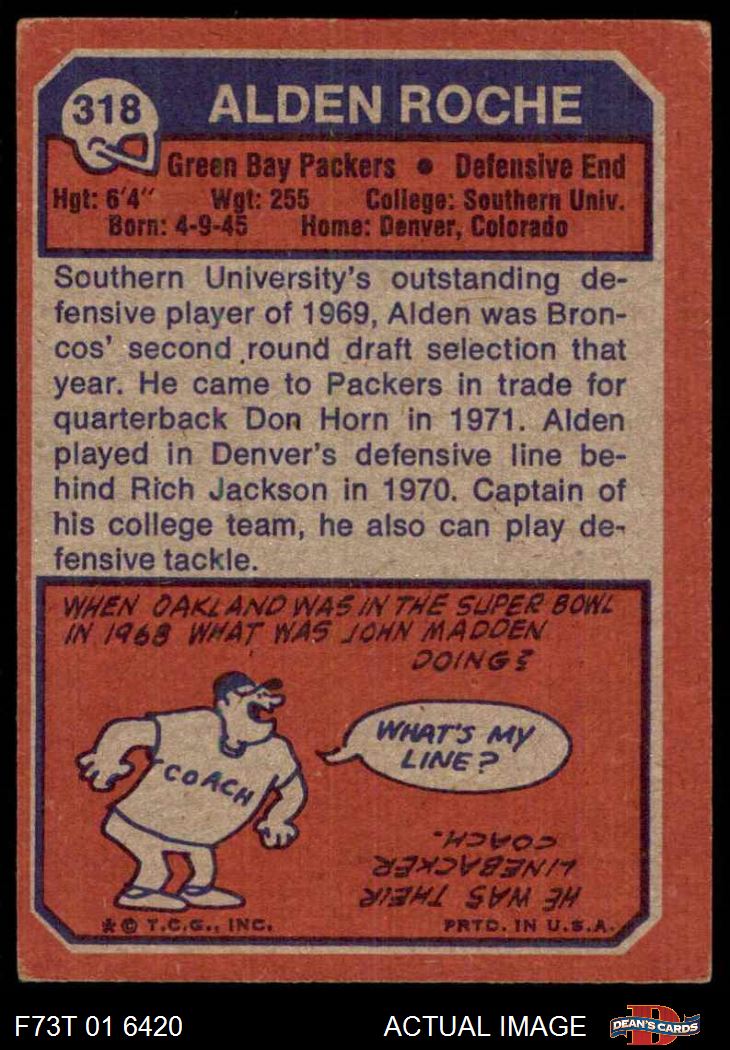 318 ALDEN ROCHE
Green Bay Packers • Defensive End
Hgt: 6'4" Wgt: 255 College: Southern Univ.
Born: 4-9-45 Home: Denver, Colorado
Southern University's outstanding de-
fensive player of 1969, Alden was Bron-
cos' second round draft selection that
year. He came to Packers in trade for
quarterback Don Horn in 1971. Alden
played in Denver's defensive line be-
hind Rich Jackson in 1970. Captain of
his college team, he also can play de-
fensive tackle.
WHEN OAKLAND WAS IN THE SUPER BOWL
IN 1968 WHAT WAS JOHN MADDEN
DOING?
WHAT'S MY
LINE?
COACH
HE WAS THEIR
LINEBACKER
COACH.
*© T.C.G., INC. PRTD. IN U.S.A.
F73T 01 6420 ACTUAL IMAGE DEAN'S CARDS